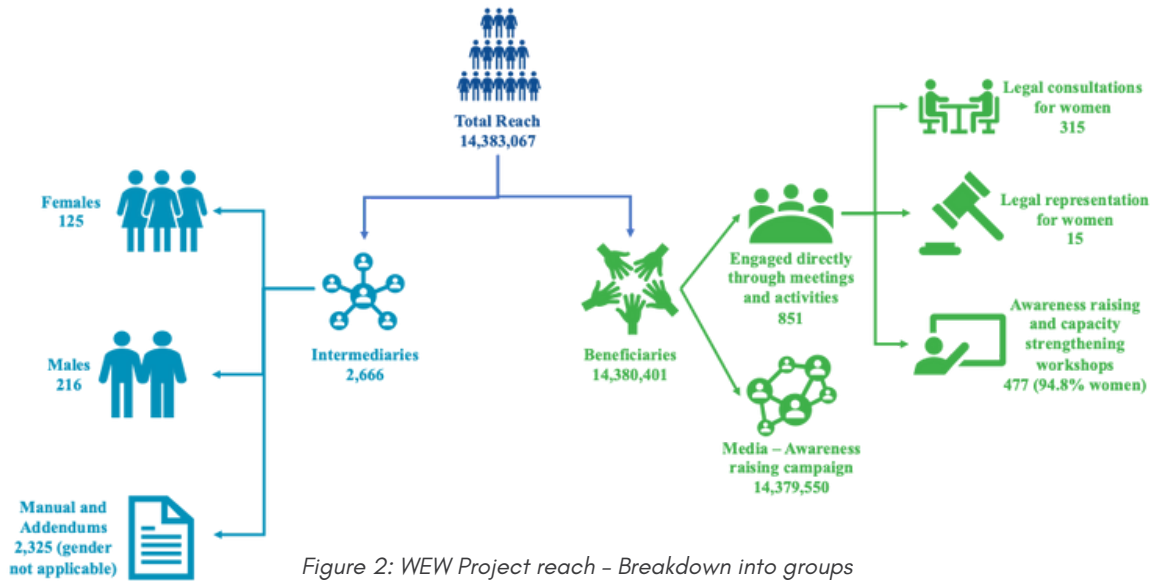 Total Reach
14,383,067
Females
125
Males
216
Manual and
Addendums
2,325 (gender
not applicable)
Intermediaries
2,666
Beneficiaries
14,380,401
Engaged directly
through meetings
and activities
851
Media – Awareness
raising campaign
14,379,550
Legal consultations
for women
315
Legal representation
for women
15
Awareness raising
and capacity
strengthening
workshops
477 (94.8% women)
Figure 2: WEW Project reach – Breakdown into groups